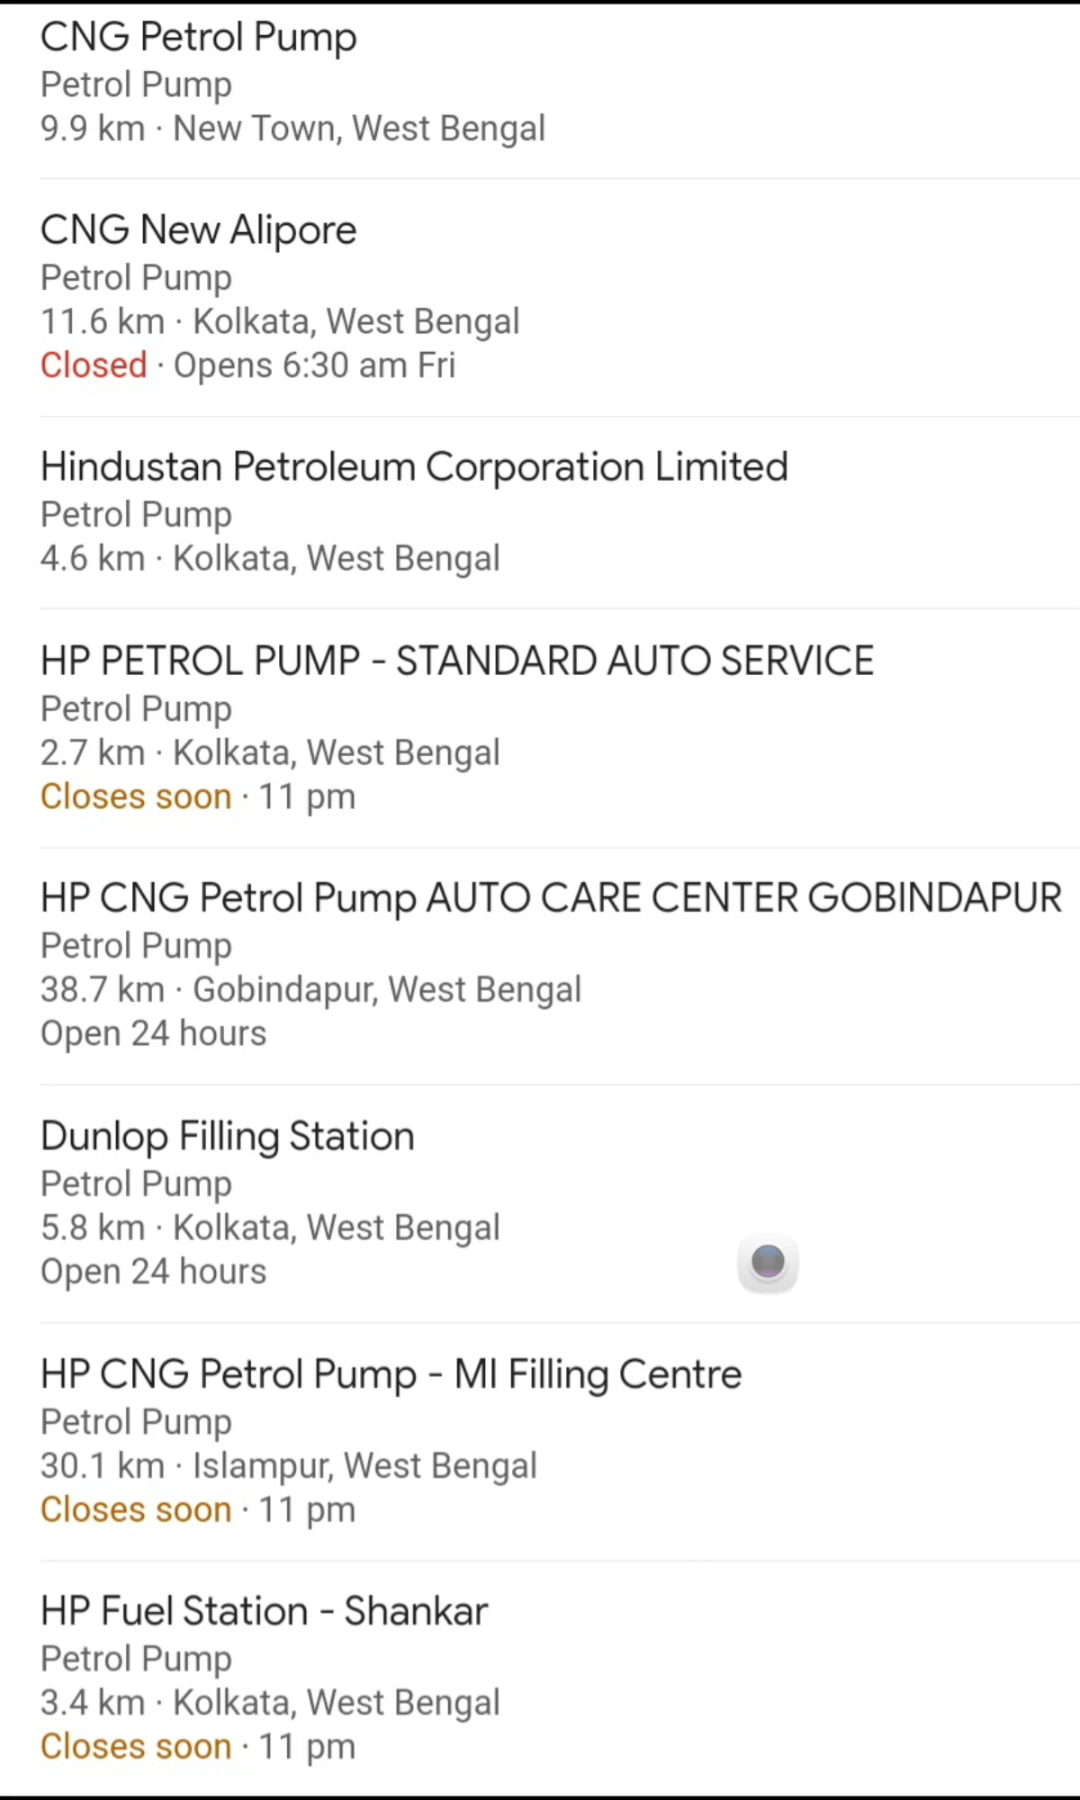 CNG Petrol Pump
Petrol Pump
9.9 km · New Town, West Bengal
CNG New Alipore
Petrol Pump
11.6 km · Kolkata, West Bengal
Closed · Opens 6:30 am Fri
Hindustan Petroleum Corporation Limited
Petrol Pump
4.6 km · Kolkata, West Bengal
HP PETROL PUMP - STANDARD AUTO SERVICE
Petrol Pump
2.7 km · Kolkata, West Bengal
Closes soon · 11 pm
HP CNG Petrol Pump AUTO CARE CENTER GOBINDAPUR
Petrol Pump
38.7 km · Gobindapur, West Bengal
Open 24 hours
Dunlop Filling Station
Petrol Pump
5.8 km · Kolkata, West Bengal
Open 24 hours
HP CNG Petrol Pump - MI Filling Centre
Petrol Pump
30.1 km · Islampur, West Bengal
Closes soon · 11 pm
HP Fuel Station - Shankar
Petrol Pump
3.4 km · Kolkata, West Bengal
Closes soon · 11 pm